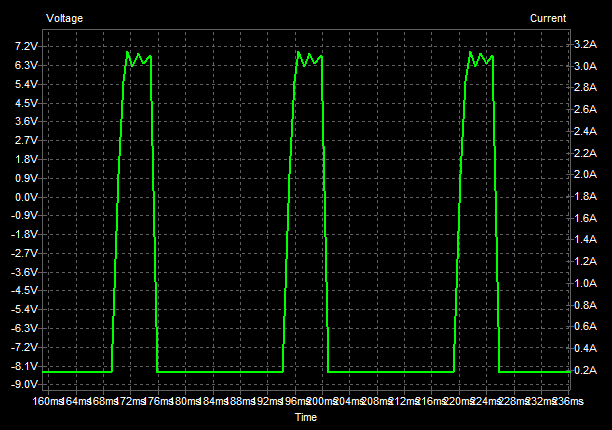 Voltage Current
7.2V 3.2A
6.3V 3.0A
5.4V 2.8A
4.5V 2.6A
3.6V 2.4A
2.7V 2.2A
1.8V 2.0A
0.9V 1.8A
0.0V 1.6A
-0.9V 1.4A
-1.8V 1.2A
-2.7V 1.0A
-3.6V 0.8A
-4.5V 0.6A
-5.4V 0.4A
-6.3V 0.2A
-7.2V
-8.1V
-9.0V
160ms 164ms 168ms 172ms 176ms 180ms 184ms 188ms 192ms 196ms 200ms 204ms 208ms 212ms 216ms 220ms 224ms 228ms 232ms 236ms
Time